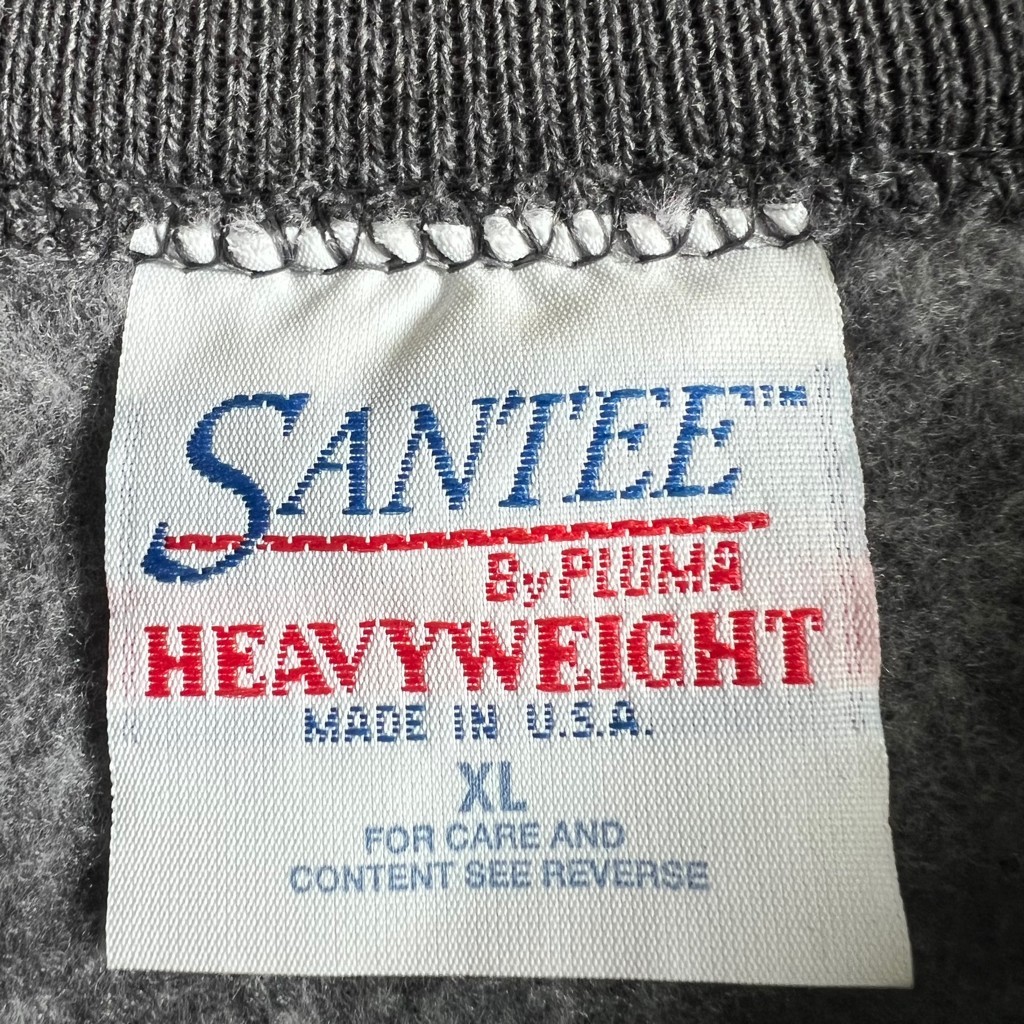 SANTEE™
By PLUMA
HEAVYWEIGHT
MADE IN U.S.A.
XL
FOR CARE AND
CONTENT SEE REVERSE